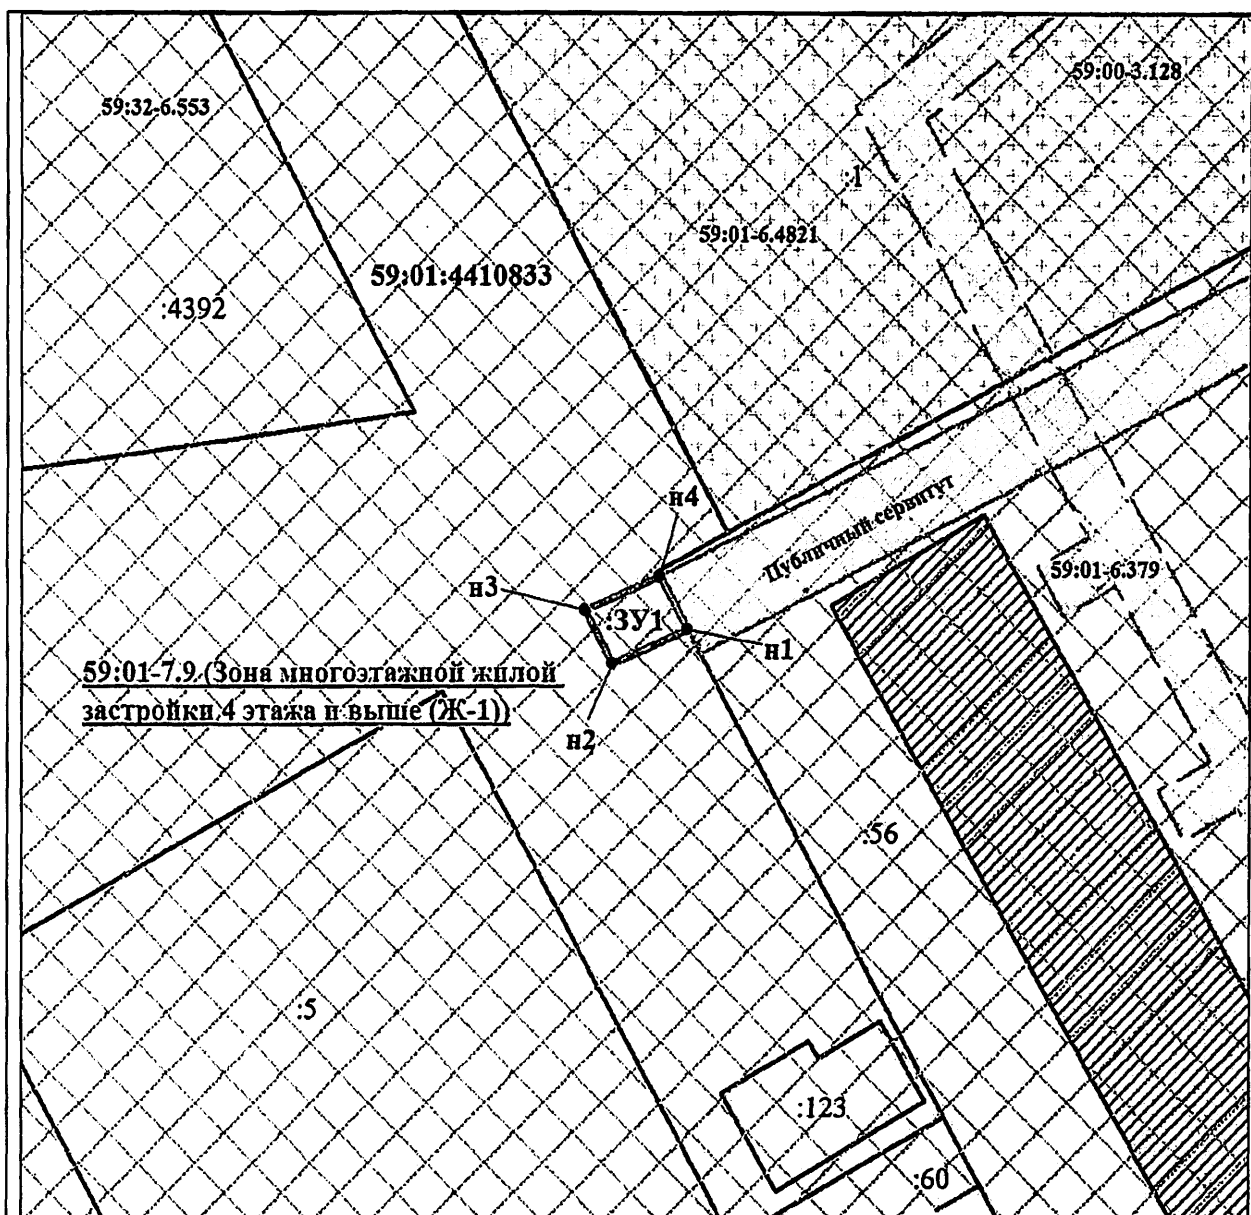 59:00-3.128
59:32-6.553
:1
59:01-6.4821
59:01:4410833
:4392
н4
Публичный сервитут
59:01-6.379
н3
:ЗУ1
н1
59:01-7.9.(Зона многоэтажной жилой
застройки 4 этажа и выше (Ж-1))
н2
:56
:5
:123
:60